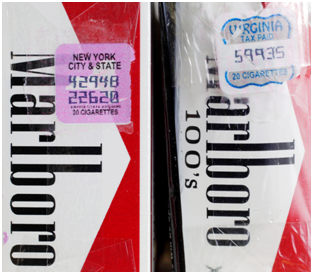 NEW YORK
CITY & STATE
42948
22620
20 CIGARETTES
Marlboro
VIRGINIA
TAX PAID
59935
20 CIGARETTES
Marlboro
100's